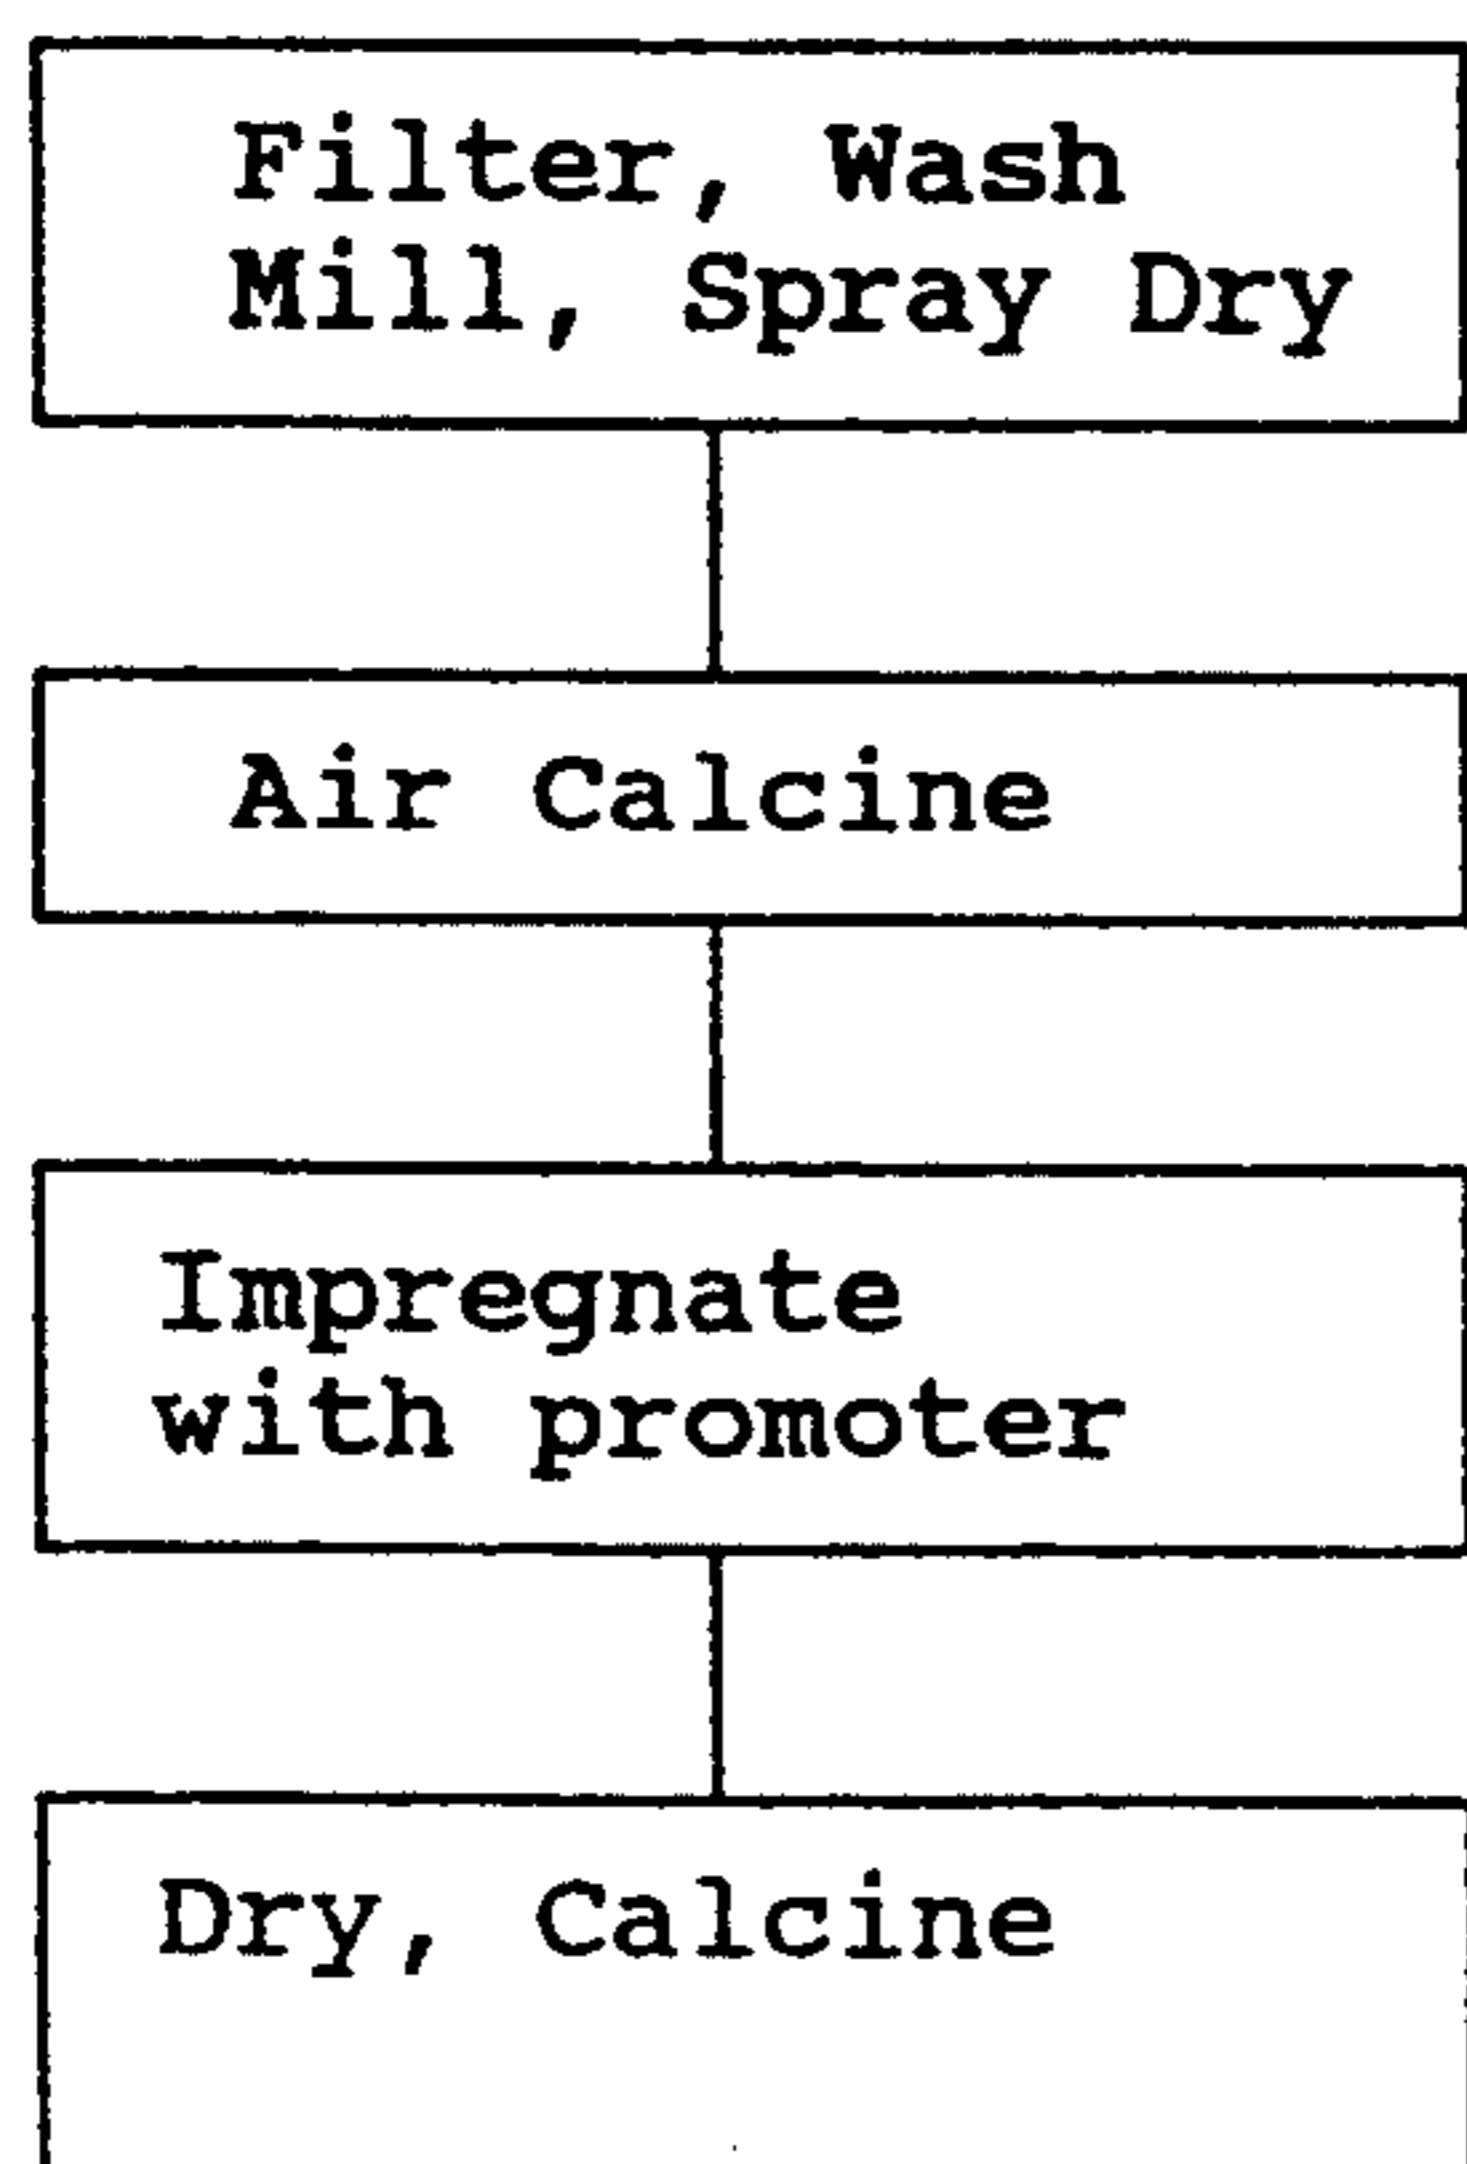 Filter, Wash
Mill, Spray Dry
Air Calcine
Impregnate
with promoter
Dry, Calcine